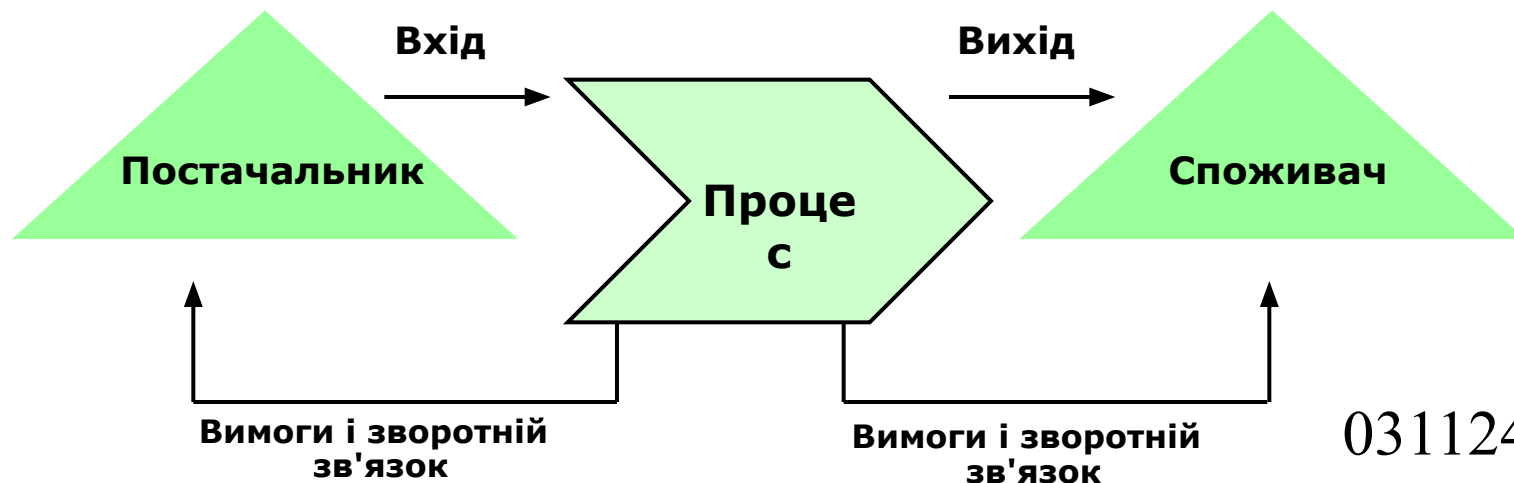 Вхід
Вихід
Постачальник
Споживач
Проце
с
Вимоги і зворотній
зв'язок
Вимоги і зворотній
зв'язок
031124